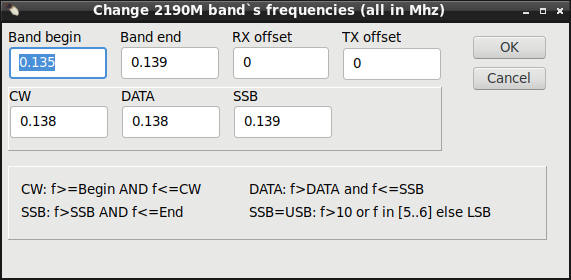 Change 2190M band`s frequencies (all in Mhz)
Band begin Band end RX offset TX offset
0.135 0.139 0 0
OK
Cancel
CW DATA SSB
0.138 0.138 0.139
CW: f>=Begin AND f<=CW DATA: f>DATA and f<=SSB
SSB: f>SSB AND f<=End SSB=USB: f>10 or f in [5..6] else LSB